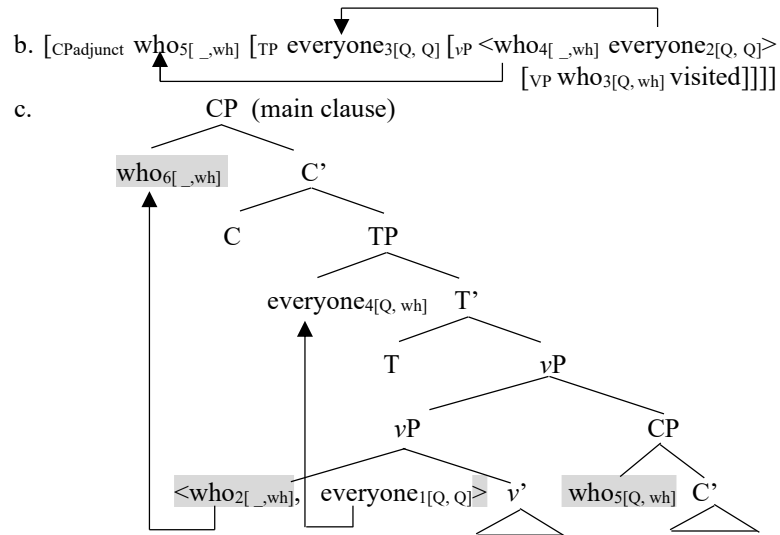 b. [CPadjunct who5[ _,wh] [TP everyone3[Q, Q] [vP <who4[ _,wh] everyone2[Q, Q]>
[VP who3[Q, wh] visited]]]]
c. CP (main clause)
who6[ _,wh] C’
C TP
everyone4[Q, wh] T’
T vP
vP CP
<who2[ _,wh], everyone1[Q, Q]> v’ who5[Q, wh] C’